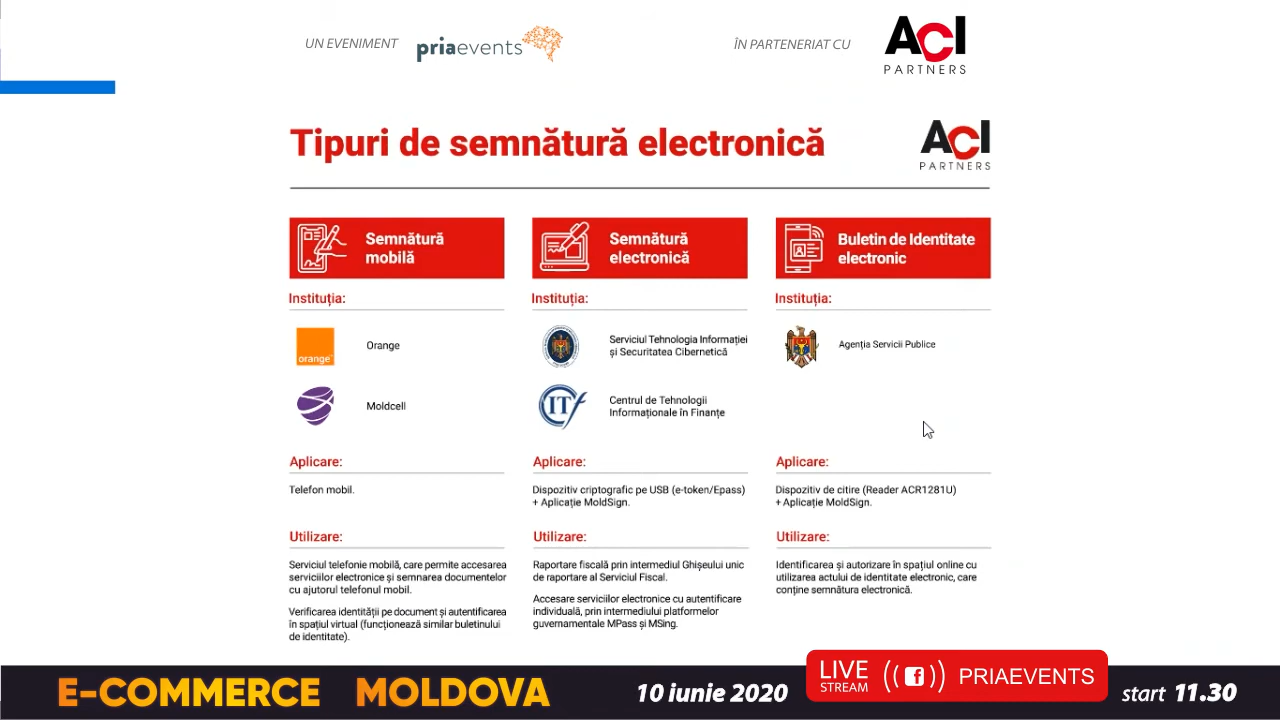 UN EVENIMENT
priaevents
ÎN PARTENERIAT CU
ACI
PARTNERS
Tipuri de semnătură electronică
ACI
PARTNERS
Semnătură
mobilă
Semnătură
electronică
Buletin de Identitate
electronic
Instituția:
Instituția:
Instituția:
orange
Orange
Serviciul Tehnologia Informației
și Securitatea Cibernetică
Agenția Servicii Publice
Moldcell
ITf
Centrul de Tehnologii
Informaționale în Finanțe
Aplicare:
Aplicare:
Aplicare:
Telefon mobil.
Dispozitiv criptografic pe USB (e-token/Epass)
+ Aplicație MoldSign.
Dispozitiv de citire (Reader ACR1281U)
+ Aplicație MoldSign.
Utilizare:
Utilizare:
Utilizare:
Serviciul telefonie mobilă, care permite accesarea
serviciilor electronice și semnarea documentelor
cu ajutorul telefonul mobil.
Verificarea identității pe document și autentificarea
în spațiul virtual (funcționează similar buletinului
de identitate).
Raportare fiscală prin intermediul Ghișeului unic
de raportare al Serviciul Fiscal.
Accesare serviciilor electronice cu autentificare
individuală, prin intermediului platformelor
guvernamentale MPass și MSing.
Identificarea și autorizare în spațiul online cu
utilizarea actului de identitate electronic, care
conține semnătura electronică.
E-COMMERCE MOLDOVA
10 iunie 2020
LIVE
STREAM
PRIAEVENTS
start 11.30